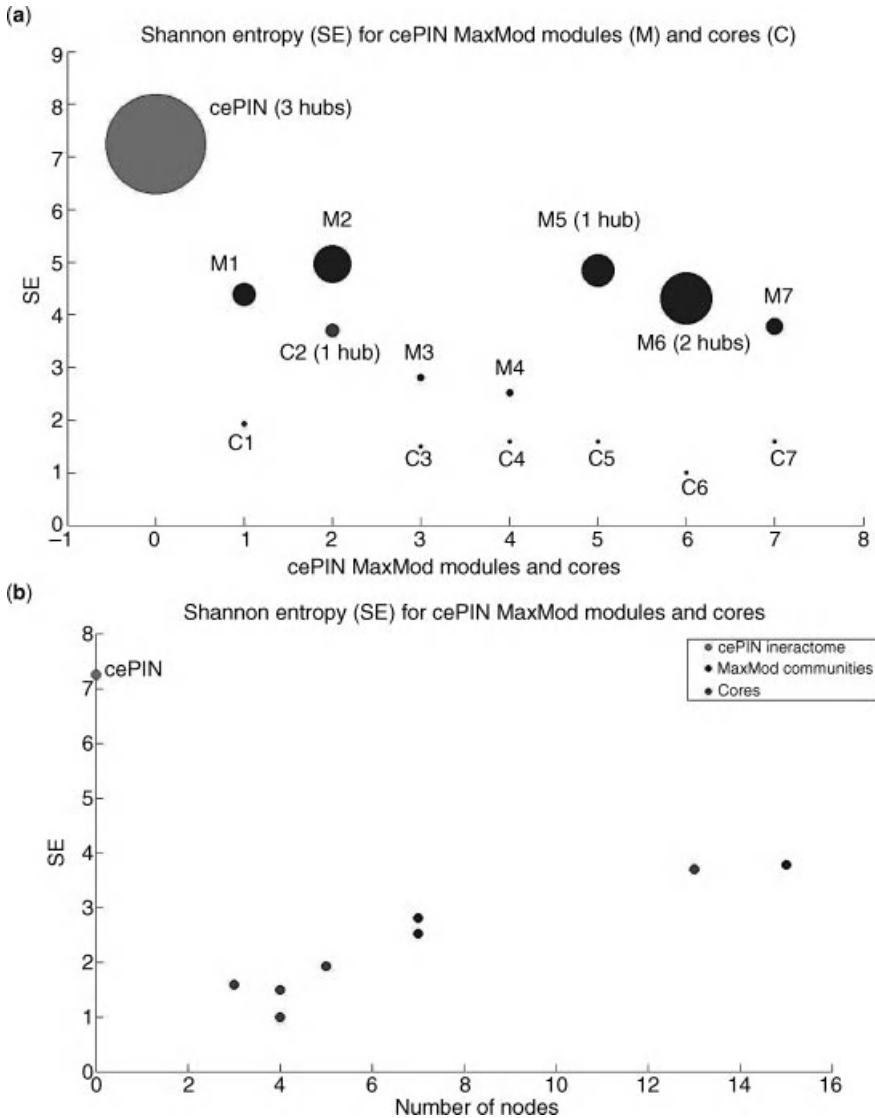 (a)
Shannon entropy (SE) for cePIN MaxMod modules (M) and cores (C)
9
8
7
6
5
4
3
2
1
0
SE
cePIN (3 hubs)
M1
M2
M5 (1 hub)
M6 (2 hubs)
M7
C2 (1 hub)
M3
M4
C1
C3
C4
C5
C6
C7
−1 0 1 2 3 4 5 6 7 8
cePIN MaxMod modules and cores
(b)
Shannon entropy (SE) for cePIN MaxMod modules and cores
8
7
6
5
4
3
2
1
0
SE
cePIN
cePIN ineractome
MaxMod communities
Cores
0 2 4 6 8 10 12 14 16
Number of nodes